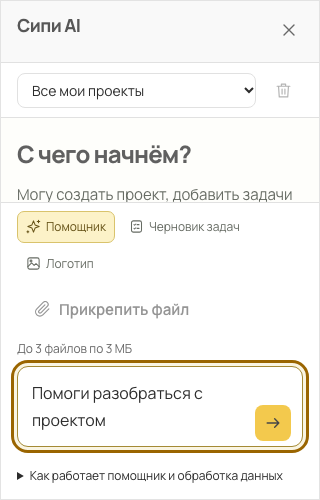 Сипи AI
Все мои проекты
С чего начнём?
Могу создать проект, добавить задачи
Помощник
Черновик задач
Логотип
Прикрепить файл
До 3 файлов по 3 МБ
Помоги разобраться с
проектом
Как работает помощник и обработка данных